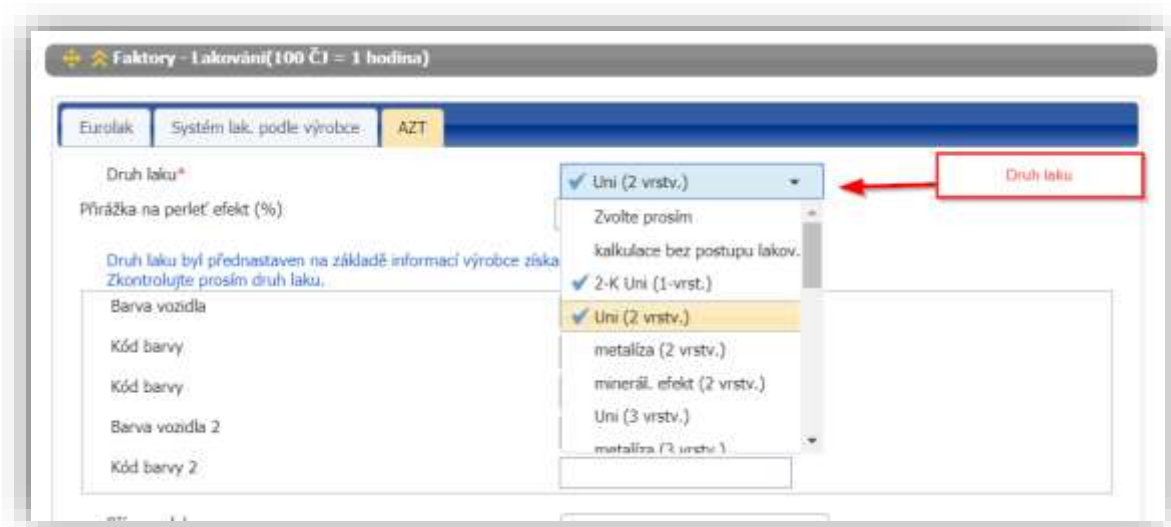 Faktory - Lakování(100 ČJ = 1 hodina)
Eurolak Systém lak. podle výrobce AZT
Druh laku* Uni (2 vrstv.) Druh laku
Přirážka na perleť efekt (%) Zvolte prosím
kalkulace bez postupu lakov.
Druh laku byl přednastaven na základě informací výrobce získa
Zkontrolujte prosím druh laku. 2-K Uni (1-vrst.)
Barva vozidla Uni (2 vrstv.)
Kód barvy metalíza (2 vrstv.)
Kód barvy minerál. efekt (2 vrstv.)
Barva vozidla 2 Uni (3 vrstv.)
metalíza (3 vrstv.)
Kód barvy 2